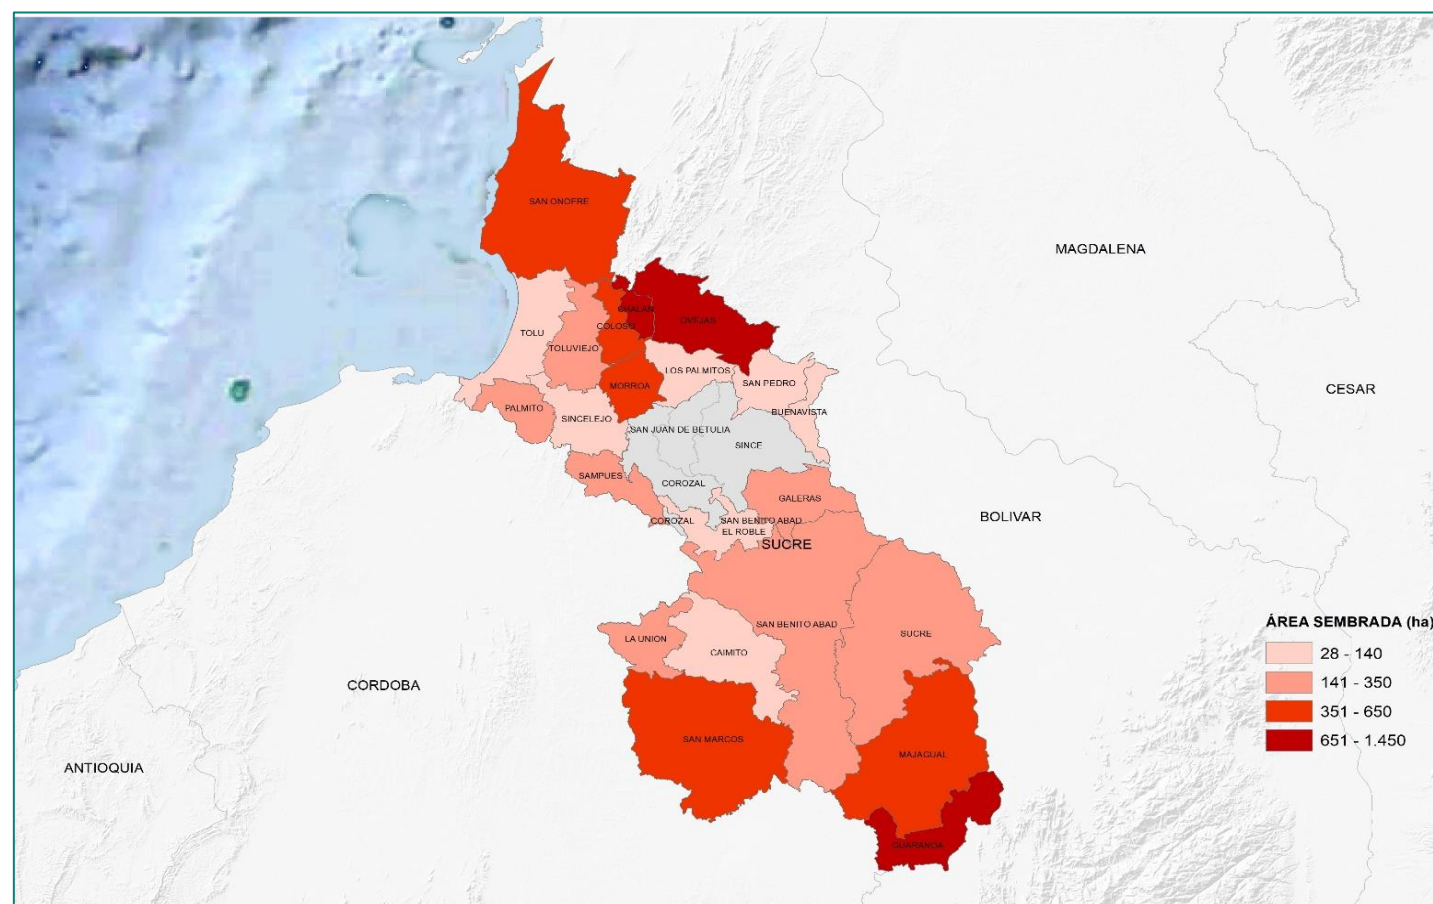 SAN ONOFRE
MAGDALENA
CHALAN
OVEJAS
COLOSO
TOLU
TOLUVIEJO
LOS PALMITOS
SAN PEDRO
MORROA
CESAR
PALMITO
BUENAVISTA
SINCELEJO
SAN JUAN DE BETULIA
SINCE
SAMPUES
COROZAL
GALERAS
BOLIVAR
COROZAL
SAN BENITO ABAD
EL ROBLE
SUCRE
SAN BENITO ABAD
SUCRE
LA UNION
CAIMITO
CORDOBA
SAN MARCOS
MAJAGUAL
ANTIOQUIA
GUARANDA
ÁREA SEMBRADA (ha)
28 - 140
141 - 350
351 - 650
651 - 1.450